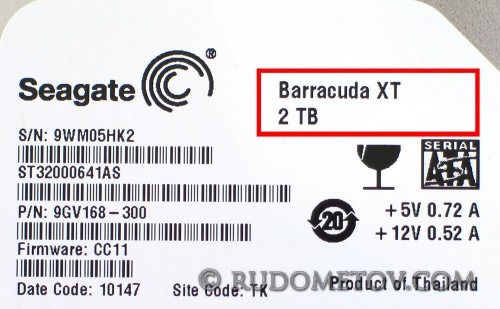 Seagate ®
Barracuda XT
2 TB
S/N: 9WM05HK2
ST32000641AS
P/N: 9GV168-300
Firmware: CC11
Date Code: 10147 Site Code: TK
SERIAL
ATA
20
+5V 0.72 A
+12V 0.52 A
Product of Thailand
© RUDOMETOV.COM